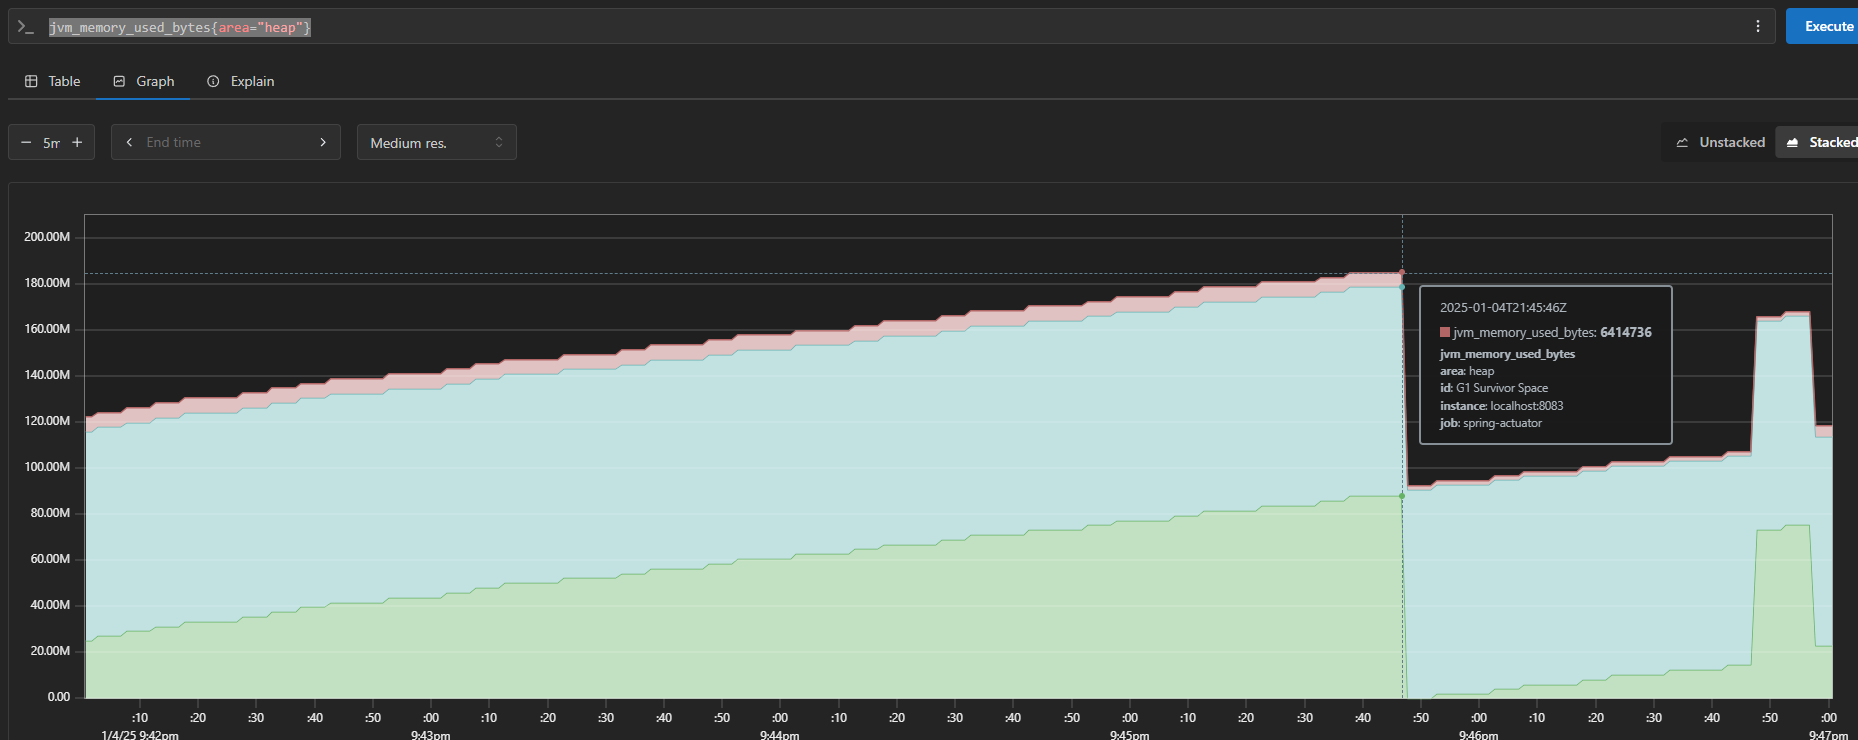 jvm_memory_used_bytes{area="heap"}
Execute
Table Graph Explain
5m End time Medium res. Unstacked Stacked
200.00M
180.00M
160.00M
140.00M
120.00M
100.00M
80.00M
60.00M
40.00M
20.00M
0.00
2025-01-04T21:45:46Z
jvm_memory_used_bytes: 6414736
jvm_memory_used_bytes
area: heap
id: G1 Survivor Space
instance: localhost:8083
job: spring-actuator
:10 :20 :30 :40 :50 :00 :10 :20 :30 :40 :50 :00 :10 :20 :30 :40 :50 :00 :10 :20 :30 :40 :50 :00 :10 :20 :30 :40 :50 :00
1/4/25 9:42pm 9:43pm 9:44pm 9:45pm 9:46pm 9:47pm